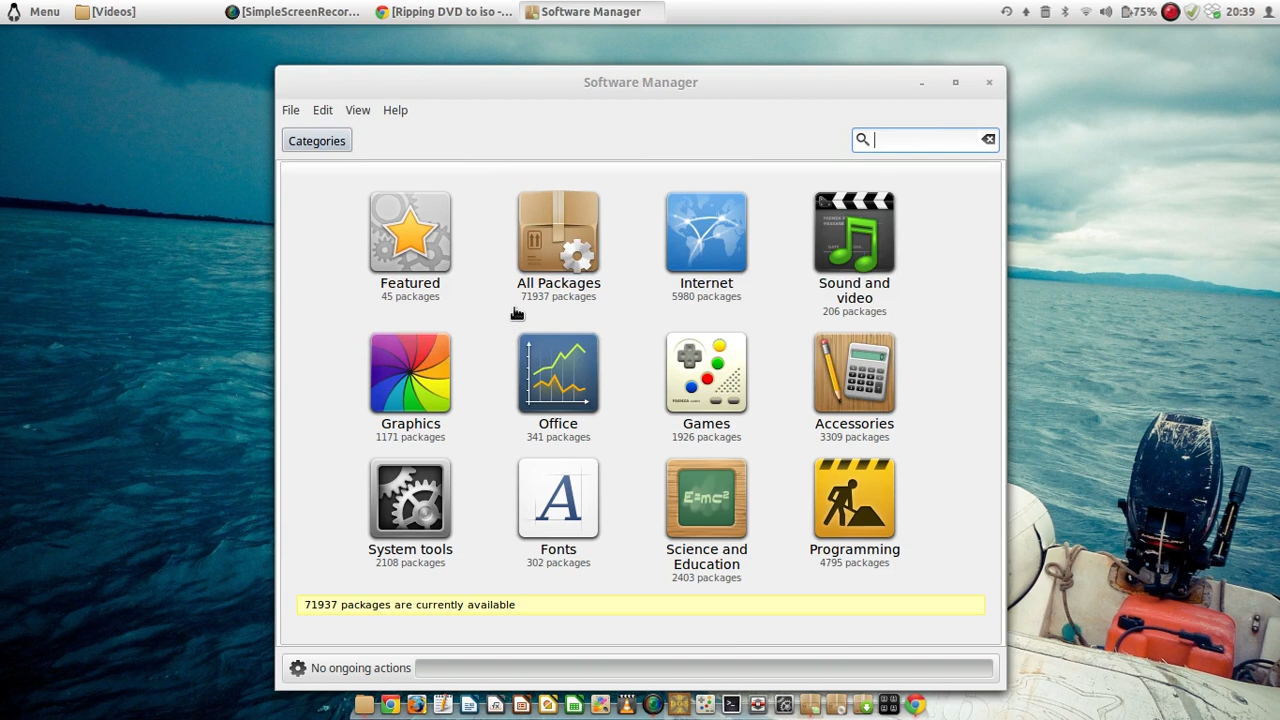 Menu [Videos] [SimpleScreenRecor... [Ripping DVD to iso -... Software Manager 75% 20:39
Software Manager
File Edit View Help
Categories
Featured All Packages Internet Sound and
video
45 packages 71937 packages 5980 packages
206 packages
Graphics Office Games Accessories
1171 packages 341 packages 1926 packages 3309 packages
E=mc²
System tools Fonts Science and Programming
Education
2108 packages 302 packages 4795 packages
2403 packages
71937 packages are currently available
No ongoing actions